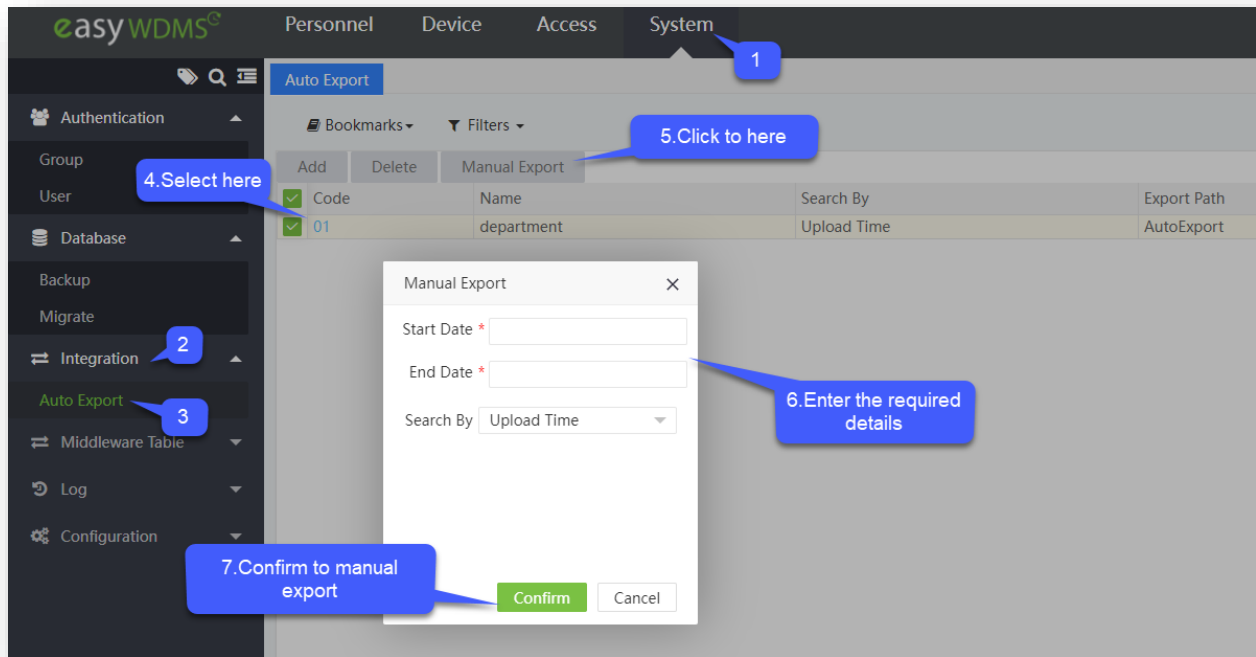 easy WDMS
Personnel
Device
Access
System
1
Auto Export
Authentication
Bookmarks
Filters
5.Click to here
Group
Add
Delete
Manual Export
4.Select here
User
Code
Name
Search By
Export Path
01
department
Upload Time
AutoExport
Database
Backup
Migrate
2
Integration
Auto Export
3
Middleware Table
Log
Configuration
Manual Export
Start Date *
End Date *
Search By
Upload Time
6.Enter the required
details
7.Confirm to manual
export
Confirm
Cancel